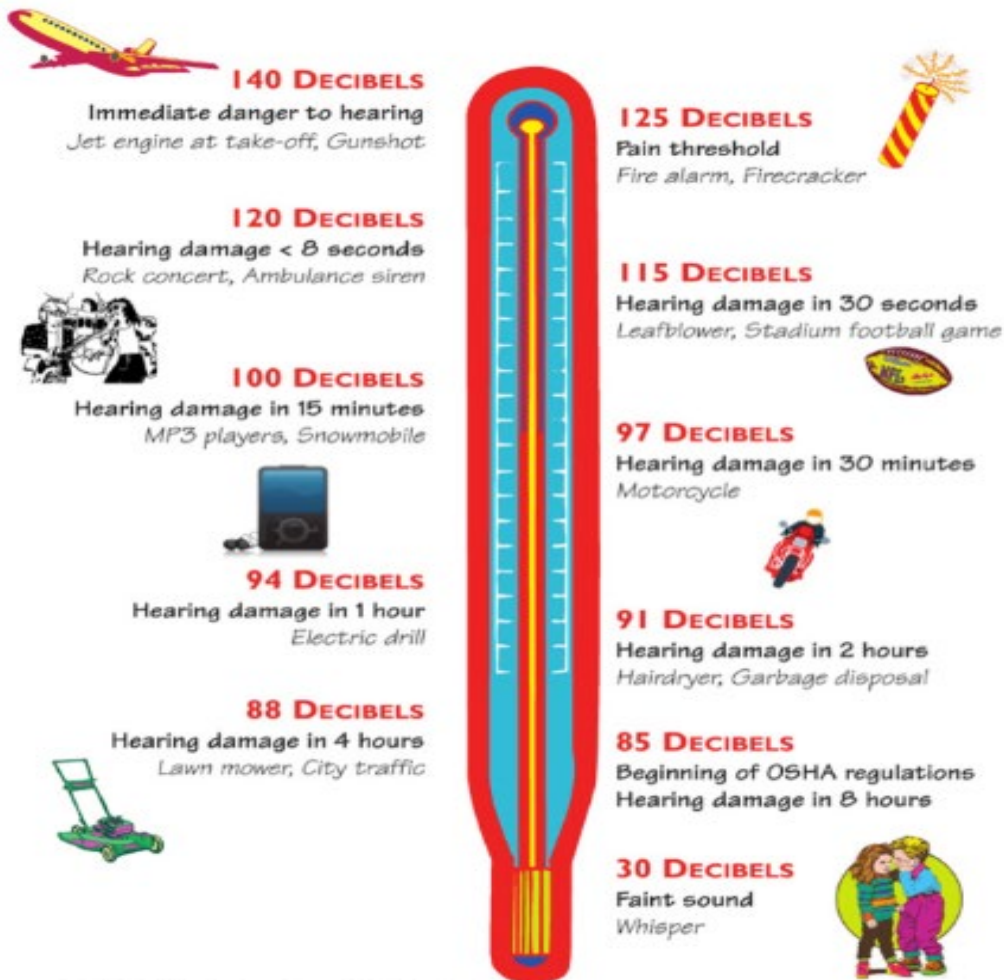 140 DECIBELS
Immediate danger to hearing
Jet engine at take-off, Gunshot
125 DECIBELS
Pain threshold
Fire alarm, Firecracker
120 DECIBELS
Hearing damage < 8 seconds
Rock concert, Ambulance siren
115 DECIBELS
Hearing damage in 30 seconds
Leafblower, Stadium football game
100 DECIBELS
Hearing damage in 15 minutes
MP3 players, Snowmobile
97 DECIBELS
Hearing damage in 30 minutes
Motorcycle
94 DECIBELS
Hearing damage in 1 hour
Electric drill
91 DECIBELS
Hearing damage in 2 hours
Hairdryer, Garbage disposal
88 DECIBELS
Hearing damage in 4 hours
Lawn mower, City traffic
85 DECIBELS
Beginning of OSHA regulations
Hearing damage in 8 hours
30 DECIBELS
Faint sound
Whisper